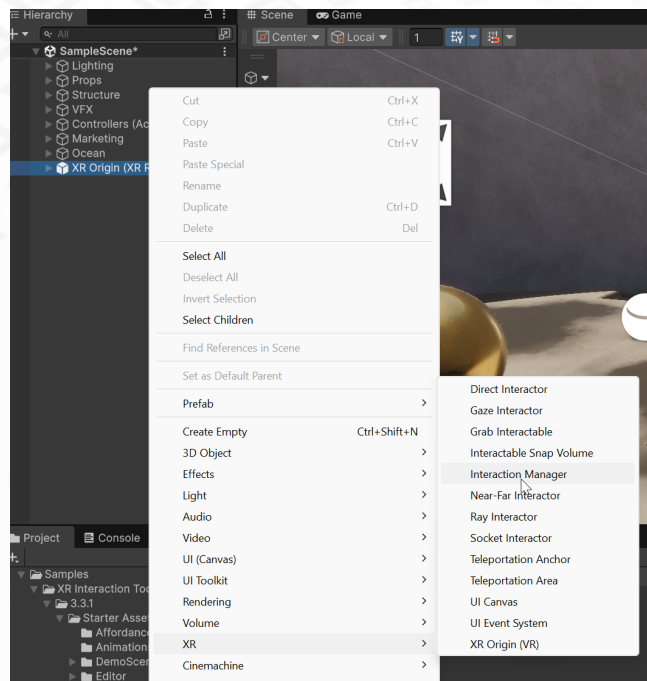 Hierarchy
# Scene
Game
All
Center
Local
1
SampleScene*
Lighting
Props
Structure
VFX
Controllers (Ac
Marketing
Ocean
XR Origin (XR R
Cut Ctrl+X
Copy Ctrl+C
Paste Ctrl+V
Paste Special
Rename
Duplicate Ctrl+D
Delete Del
Select All
Deselect All
Invert Selection
Select Children
Find References in Scene
Set as Default Parent
Prefab
Create Empty Ctrl+Shift+N
3D Object
Effects
Light
Audio
Video
UI (Canvas)
UI Toolkit
Rendering
Volume
XR
Cinemachine
Direct Interactor
Gaze Interactor
Grab Interactable
Interactable Snap Volume
Interaction Manager
Near-Far Interactor
Ray Interactor
Socket Interactor
Teleportation Anchor
Teleportation Area
UI Canvas
UI Event System
XR Origin (VR)
Project
Console
Samples
XR Interaction Too
3.3.1
Starter Asse
Affordanc
Animation
DemoScen
Editor